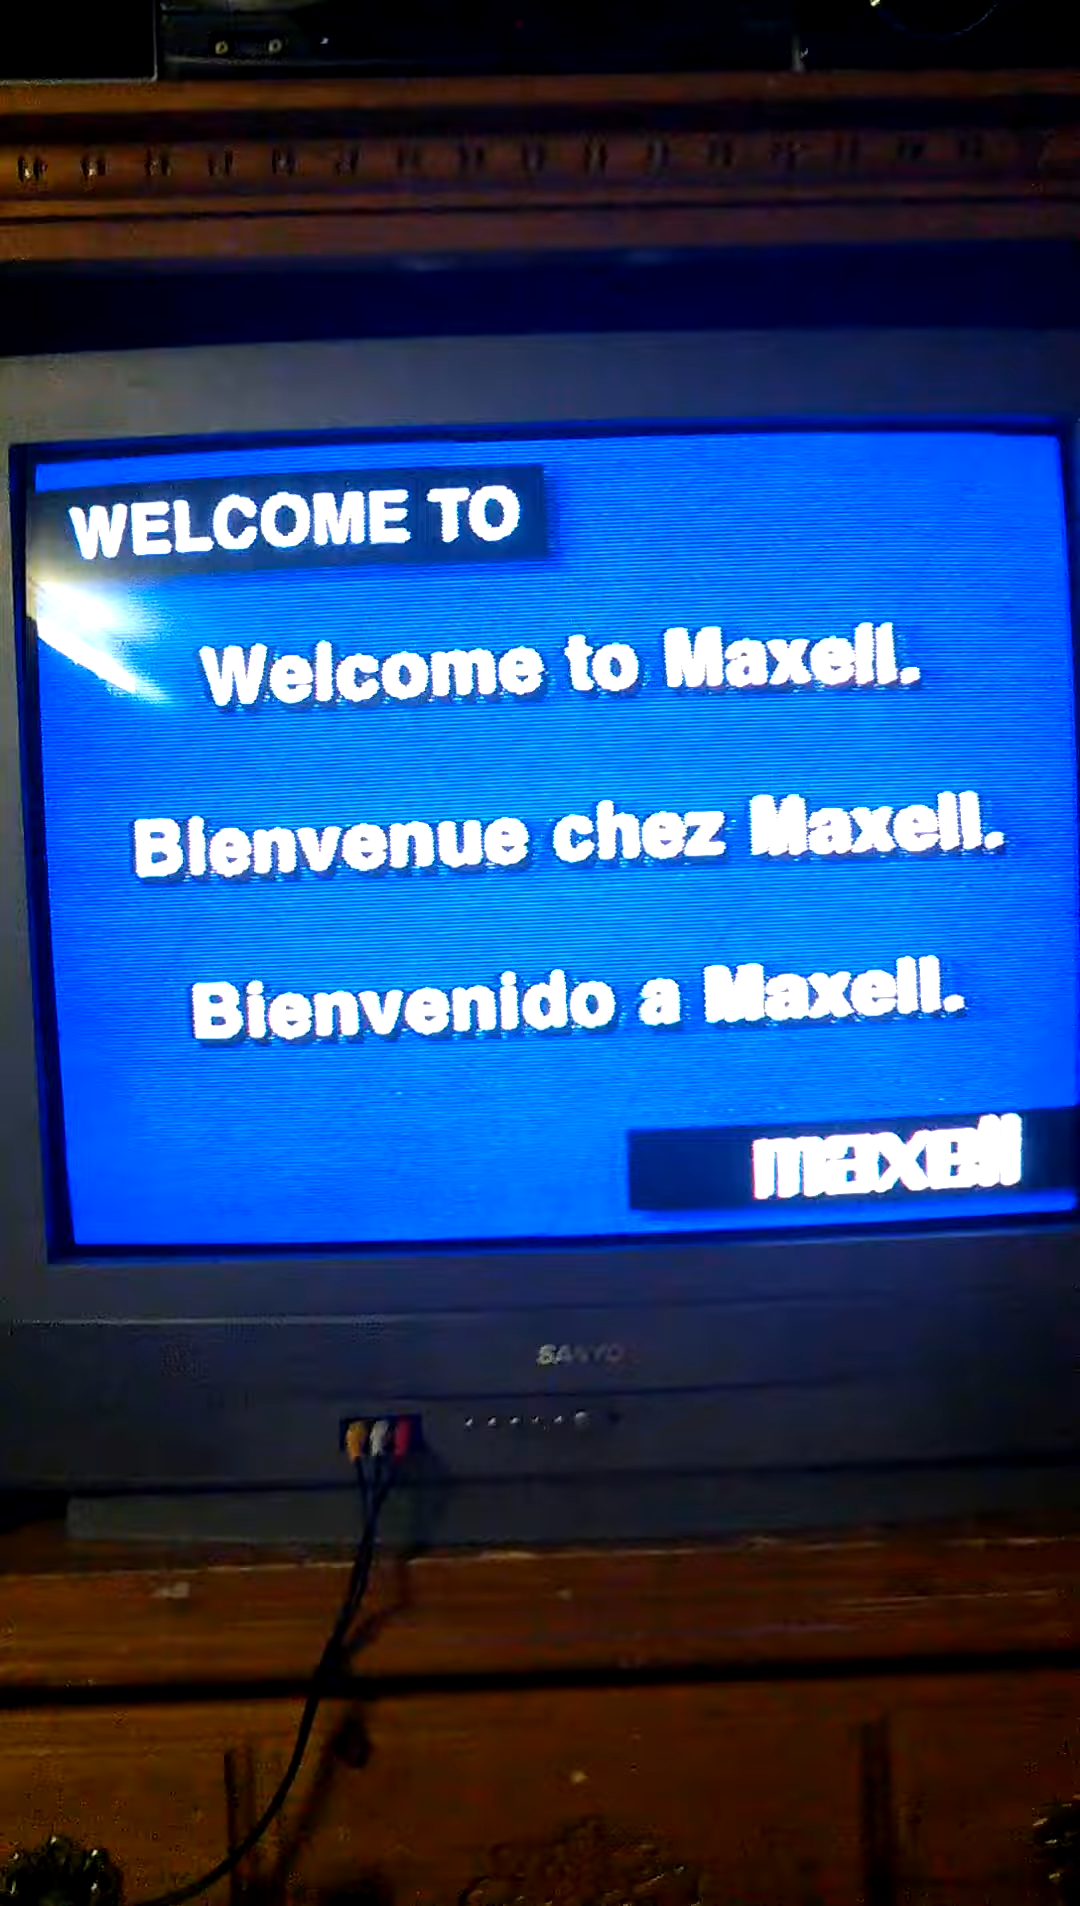 WELCOME TO
Welcome to Maxell.
Bienvenue chez Maxell.
Bienvenido a Maxell.
maxell
SANYO